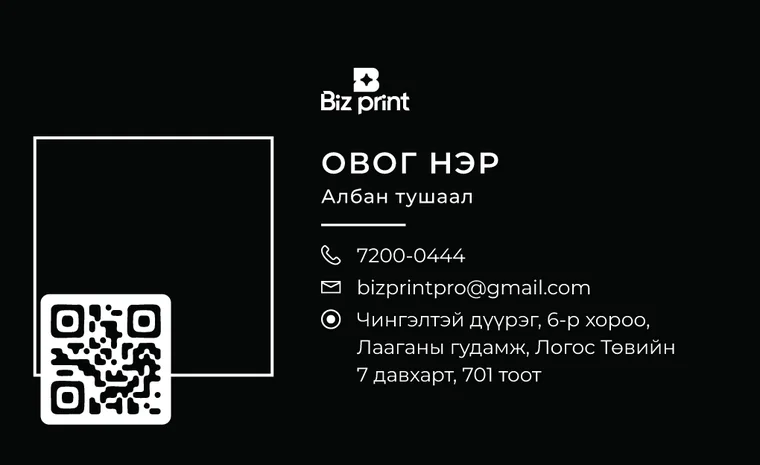 Biz print
ОВОГ НЭР
Албан тушаал
7200-0444
bizprintpro@gmail.com
Чингэлтэй дүүрэг, 6-р хороо,
Лааганы гудамж, Логос Төвийн
7 давхарт, 701 тоот